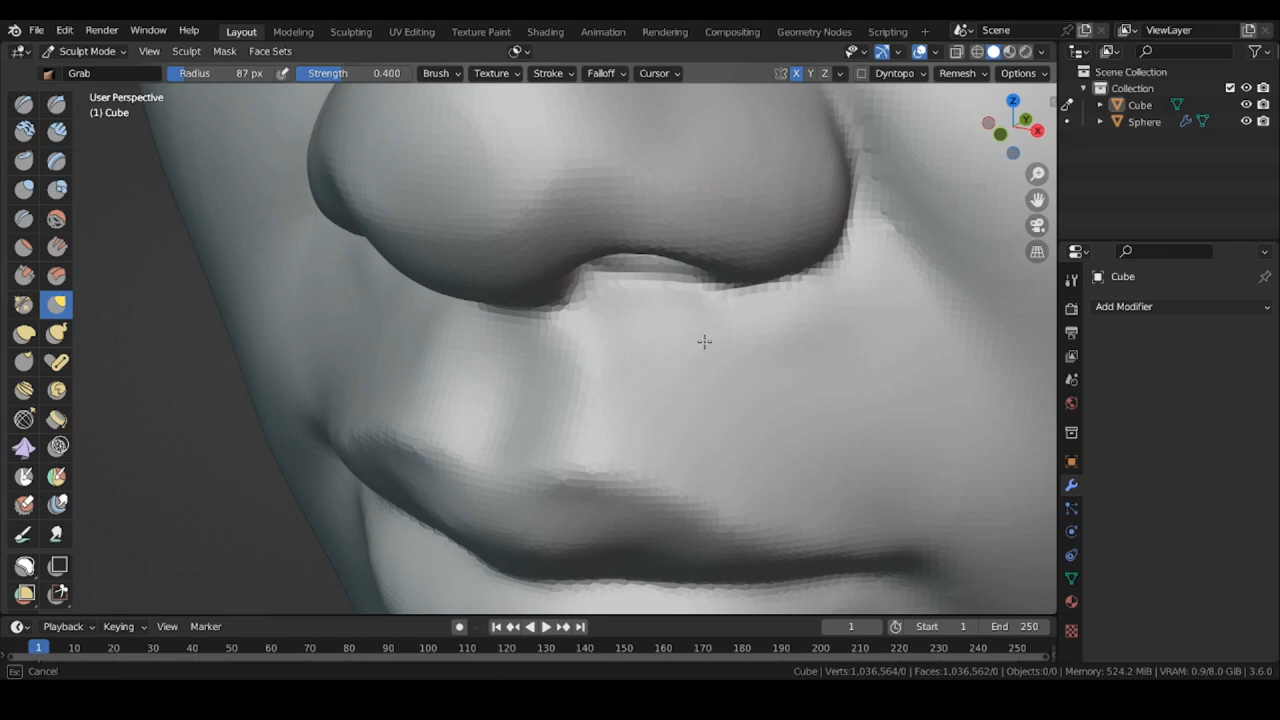 File Edit Render Window Help Layout Modeling Sculpting UV Editing Texture Paint Shading Animation Rendering Compositing Geometry Nodes Scripting + Scene ViewLayer
Sculpt Mode View Sculpt Mask Face Sets
Grab Radius 87 px Strength 0.400 Brush Texture Stroke Falloff Cursor X Y Z Dyntopo Remesh Options
User Perspective
(1) Cube
Z
Y
X
Scene Collection
Collection
Cube
Sphere
Cube
Add Modifier
Playback Keying View Marker 1 Start 1 End 250
1 10 20 30 40 50 60 70 80 90 100 110 120 130 140 150 160 170 180 190 200 210 220 230 240 250
Esc Cancel Cube | Verts:1,036,564/0 | Faces:1,036,562/0 | Objects:0/0 | Memory: 524.2 MiB | VRAM: 0.9/8.0 GiB | 3.6.0